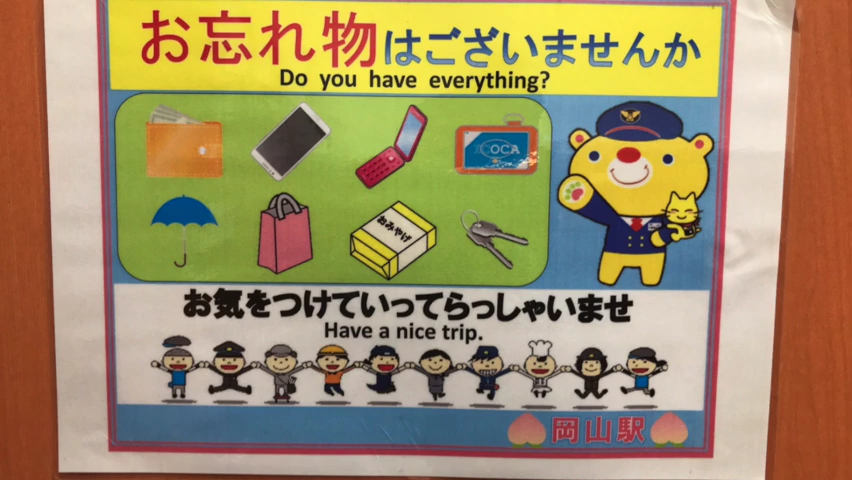 お忘れ物はございませんか
Do you have everything?
ICOCA
おみやげ
お気をつけていってらっしゃいませ
Have a nice trip.
岡山駅